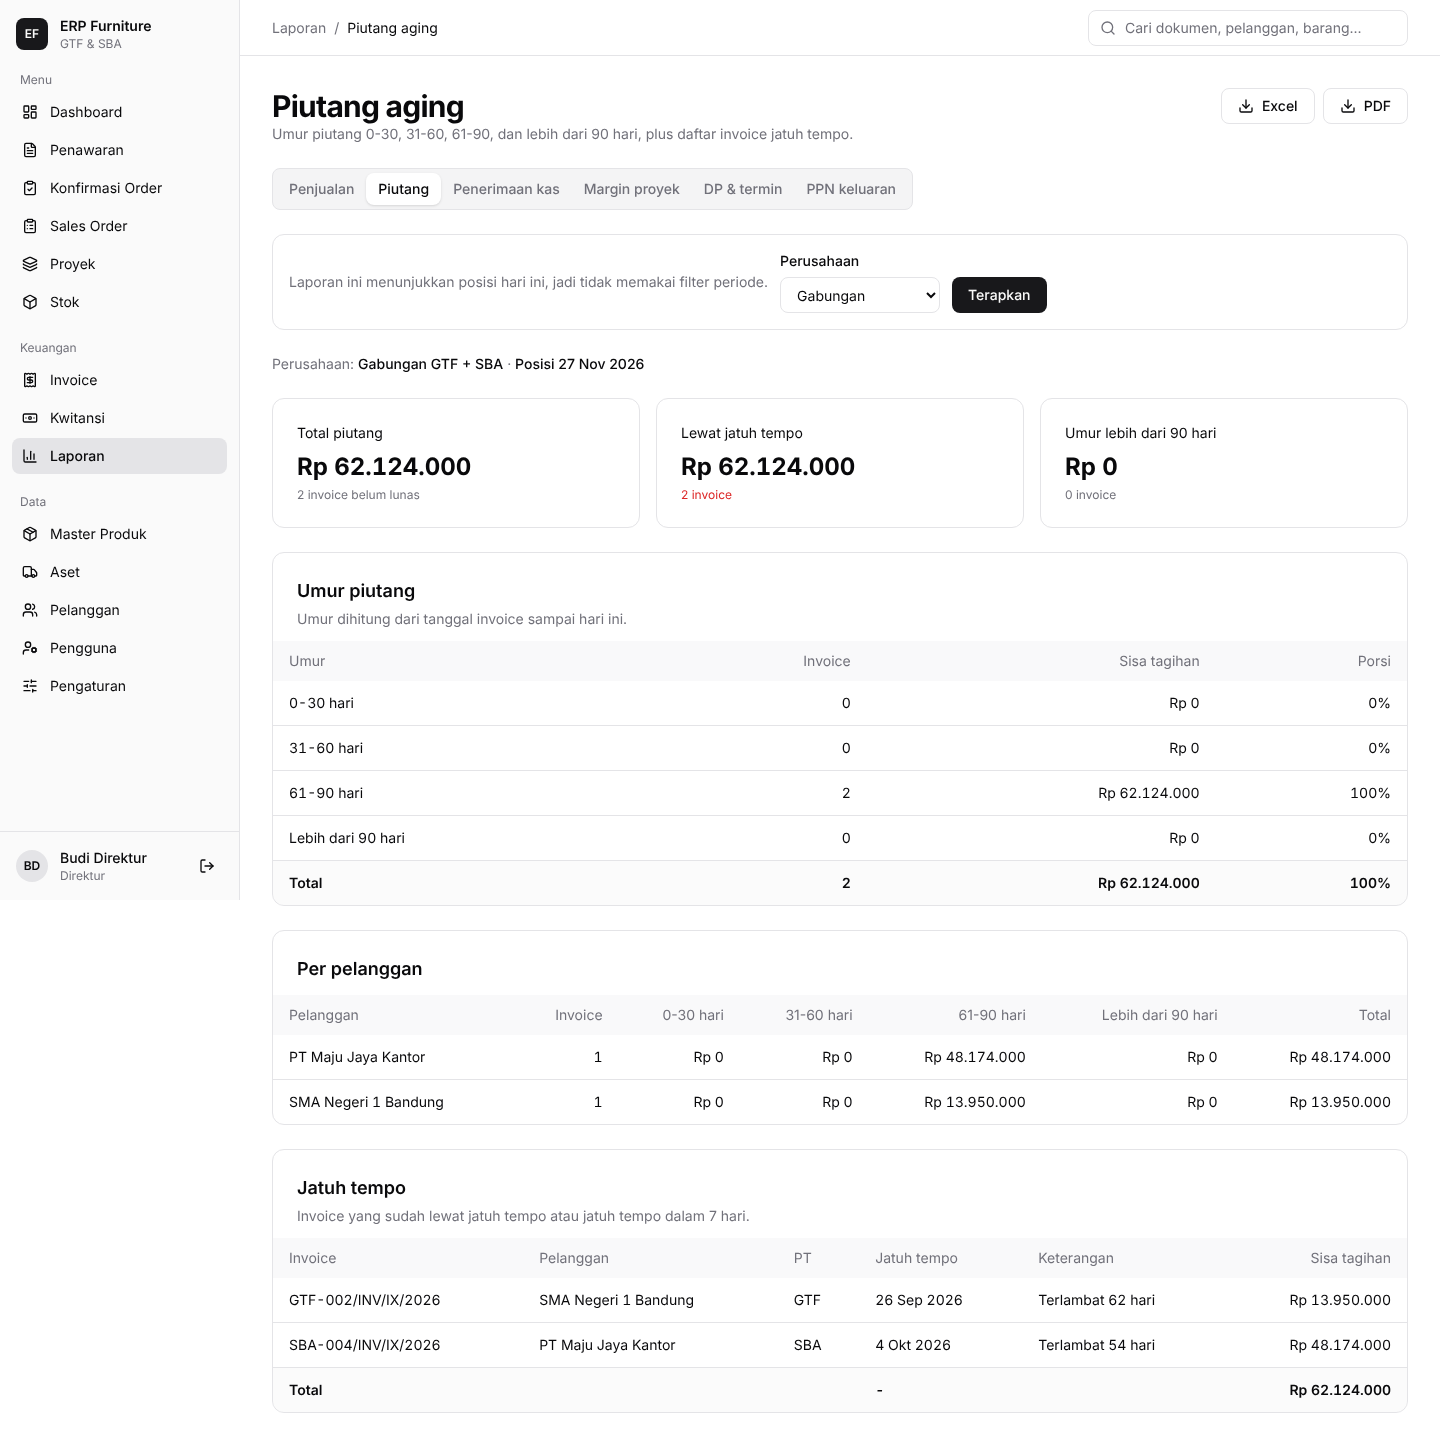 EF
ERP Furniture
GTF & SBA
Menu
Dashboard
Penawaran
Konfirmasi Order
Sales Order
Proyek
Stok
Keuangan
Invoice
Kwitansi
Laporan
Data
Master Produk
Aset
Pelanggan
Pengguna
Pengaturan
BD
Budi Direktur
Direktur
Laporan / Piutang aging
Cari dokumen, pelanggan, barang...
Piutang aging
Umur piutang 0-30, 31-60, 61-90, dan lebih dari 90 hari, plus daftar invoice jatuh tempo.
Excel
PDF
Penjualan Piutang Penerimaan kas Margin proyek DP & termin PPN keluaran
Laporan ini menunjukkan posisi hari ini, jadi tidak memakai filter periode.
Perusahaan
Gabungan
Terapkan
Perusahaan: Gabungan GTF + SBA · Posisi 27 Nov 2026
Total piutang
Rp 62.124.000
2 invoice belum lunas
Lewat jatuh tempo
Rp 62.124.000
2 invoice
Umur lebih dari 90 hari
Rp 0
0 invoice
Umur piutang
Umur dihitung dari tanggal invoice sampai hari ini.
Umur Invoice Sisa tagihan Porsi
0-30 hari 0 Rp 0 0%
31-60 hari 0 Rp 0 0%
61-90 hari 2 Rp 62.124.000 100%
Lebih dari 90 hari 0 Rp 0 0%
Total 2 Rp 62.124.000 100%
Per pelanggan
Pelanggan Invoice 0-30 hari 31-60 hari 61-90 hari Lebih dari 90 hari Total
PT Maju Jaya Kantor 1 Rp 0 Rp 0 Rp 48.174.000 Rp 0 Rp 48.174.000
SMA Negeri 1 Bandung 1 Rp 0 Rp 0 Rp 13.950.000 Rp 0 Rp 13.950.000
Jatuh tempo
Invoice yang sudah lewat jatuh tempo atau jatuh tempo dalam 7 hari.
Invoice Pelanggan PT Jatuh tempo Keterangan Sisa tagihan
GTF-002/INV/IX/2026 SMA Negeri 1 Bandung GTF 26 Sep 2026 Terlambat 62 hari Rp 13.950.000
SBA-004/INV/IX/2026 PT Maju Jaya Kantor SBA 4 Okt 2026 Terlambat 54 hari Rp 48.174.000
Total - Rp 62.124.000